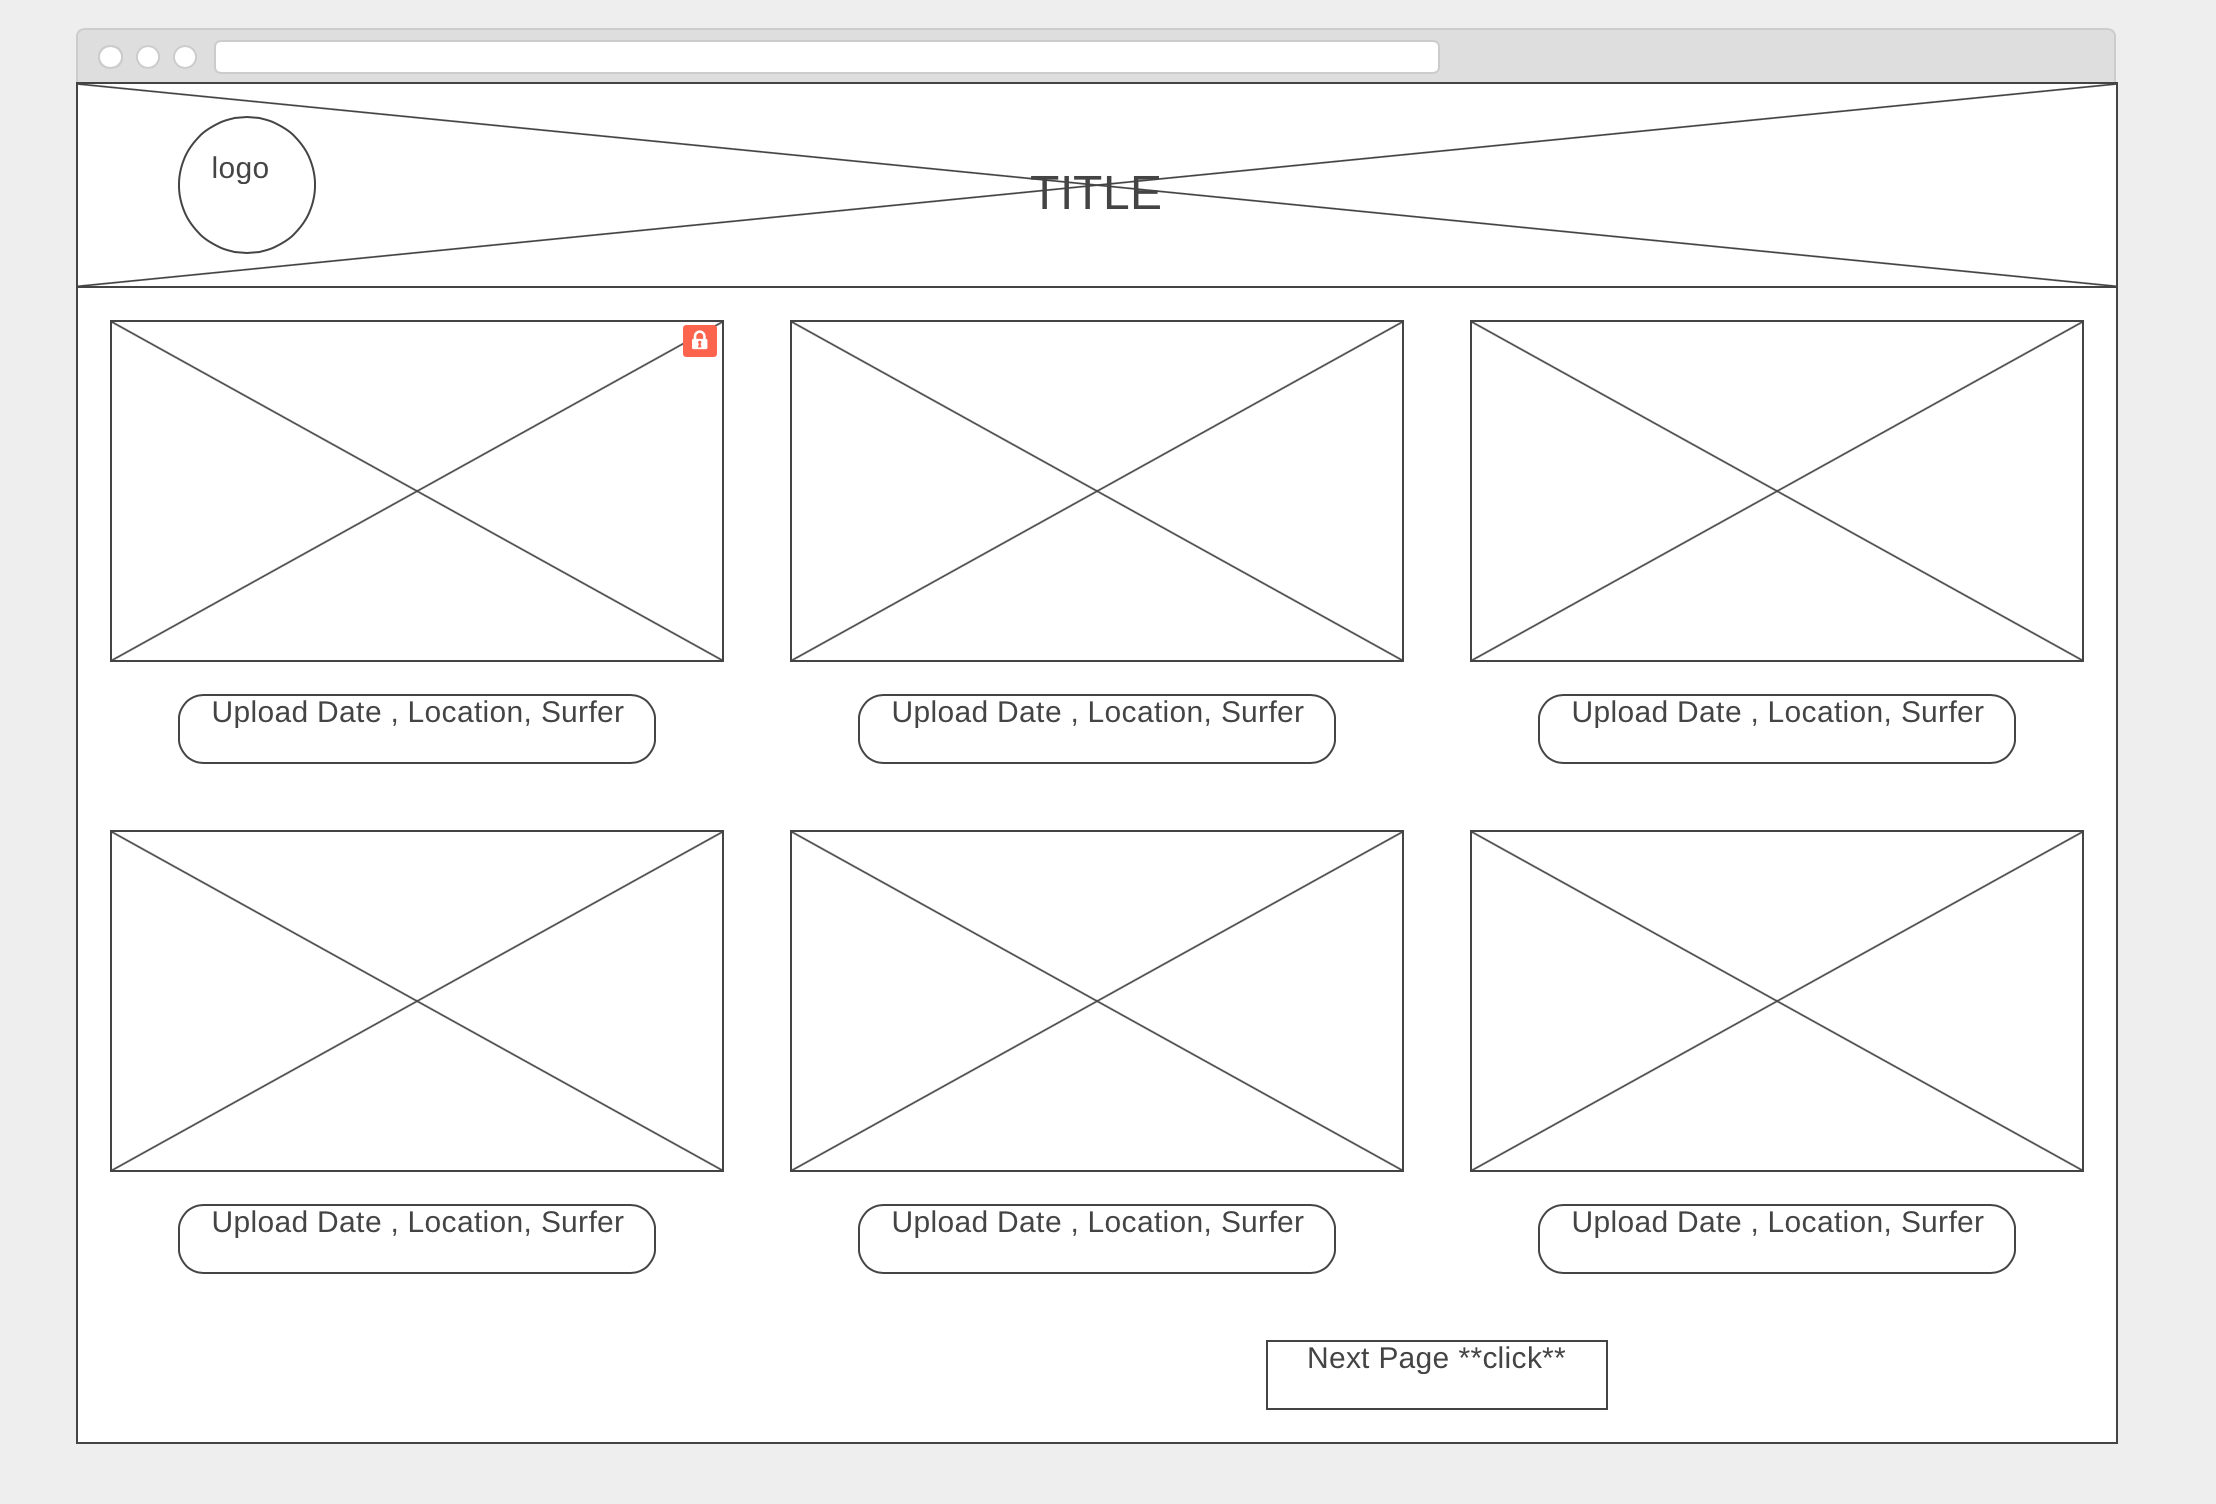 logo
TITLE
Upload Date , Location, Surfer
Upload Date , Location, Surfer
Upload Date , Location, Surfer
Upload Date , Location, Surfer
Upload Date , Location, Surfer
Upload Date , Location, Surfer
Next Page **click**